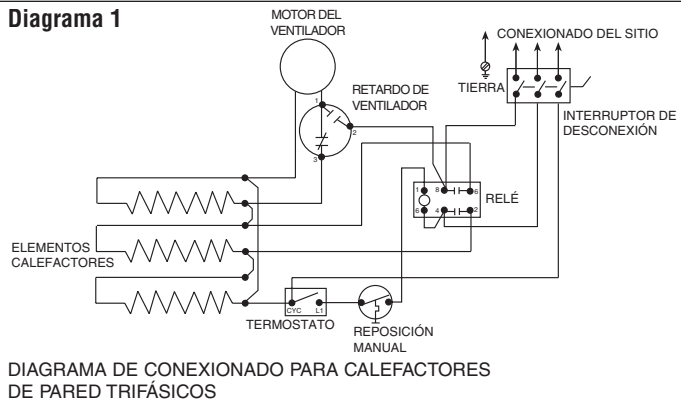 Diagrama 1
MOTOR DEL
VENTILADOR
CONEXIONADO DEL SITIO
TIERRA
RETARDO DE
VENTILADOR
INTERRUPTOR DE
DESCONEXIÓN
1
2
3
1 8 6
RELÉ
6 4 2
ELEMENTOS
CALEFACTORES
CYC L1
TERMOSTATO
REPOSICIÓN
MANUAL
DIAGRAMA DE CONEXIONADO PARA CALEFACTORES
DE PARED TRIFÁSICOS